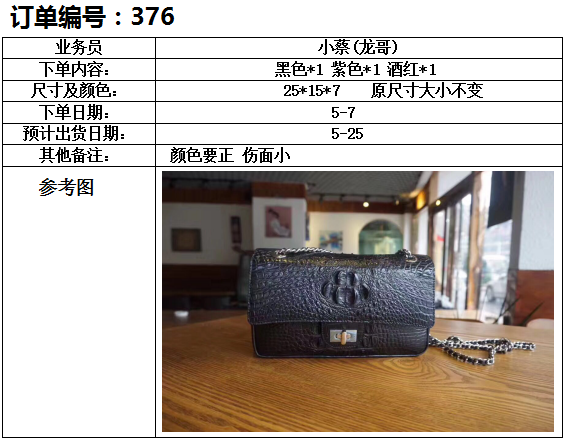 订单编号：376
业务员 小蔡(龙哥)
下单内容： 黑色*1 紫色*1 酒红*1
尺寸及颜色： 25*15*7 原尺寸大小不变
下单日期： 5-7
预计出货日期： 5-25
其他备注： 颜色要正 伤面小
参考图